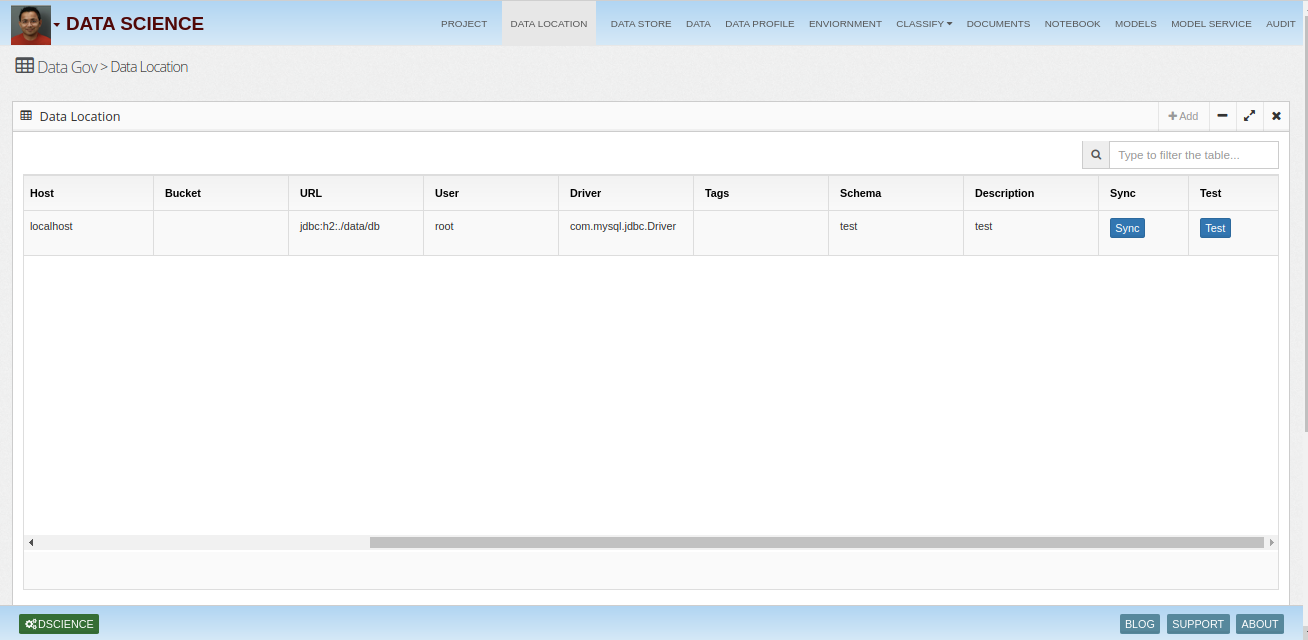 DATA SCIENCE PROJECT DATA LOCATION DATA STORE DATA DATA PROFILE ENVIORNMENT CLASSIFY DOCUMENTS NOTEBOOK MODELS MODEL SERVICE AUDIT
Data Gov > Data Location
Data Location Add
Type to filter the table...
Host Bucket URL User Driver Tags Schema Description Sync Test
localhost jdbc:h2:./data/db root com.mysql.jdbc.Driver test test Sync Test
DSCIENCE BLOG SUPPORT ABOUT